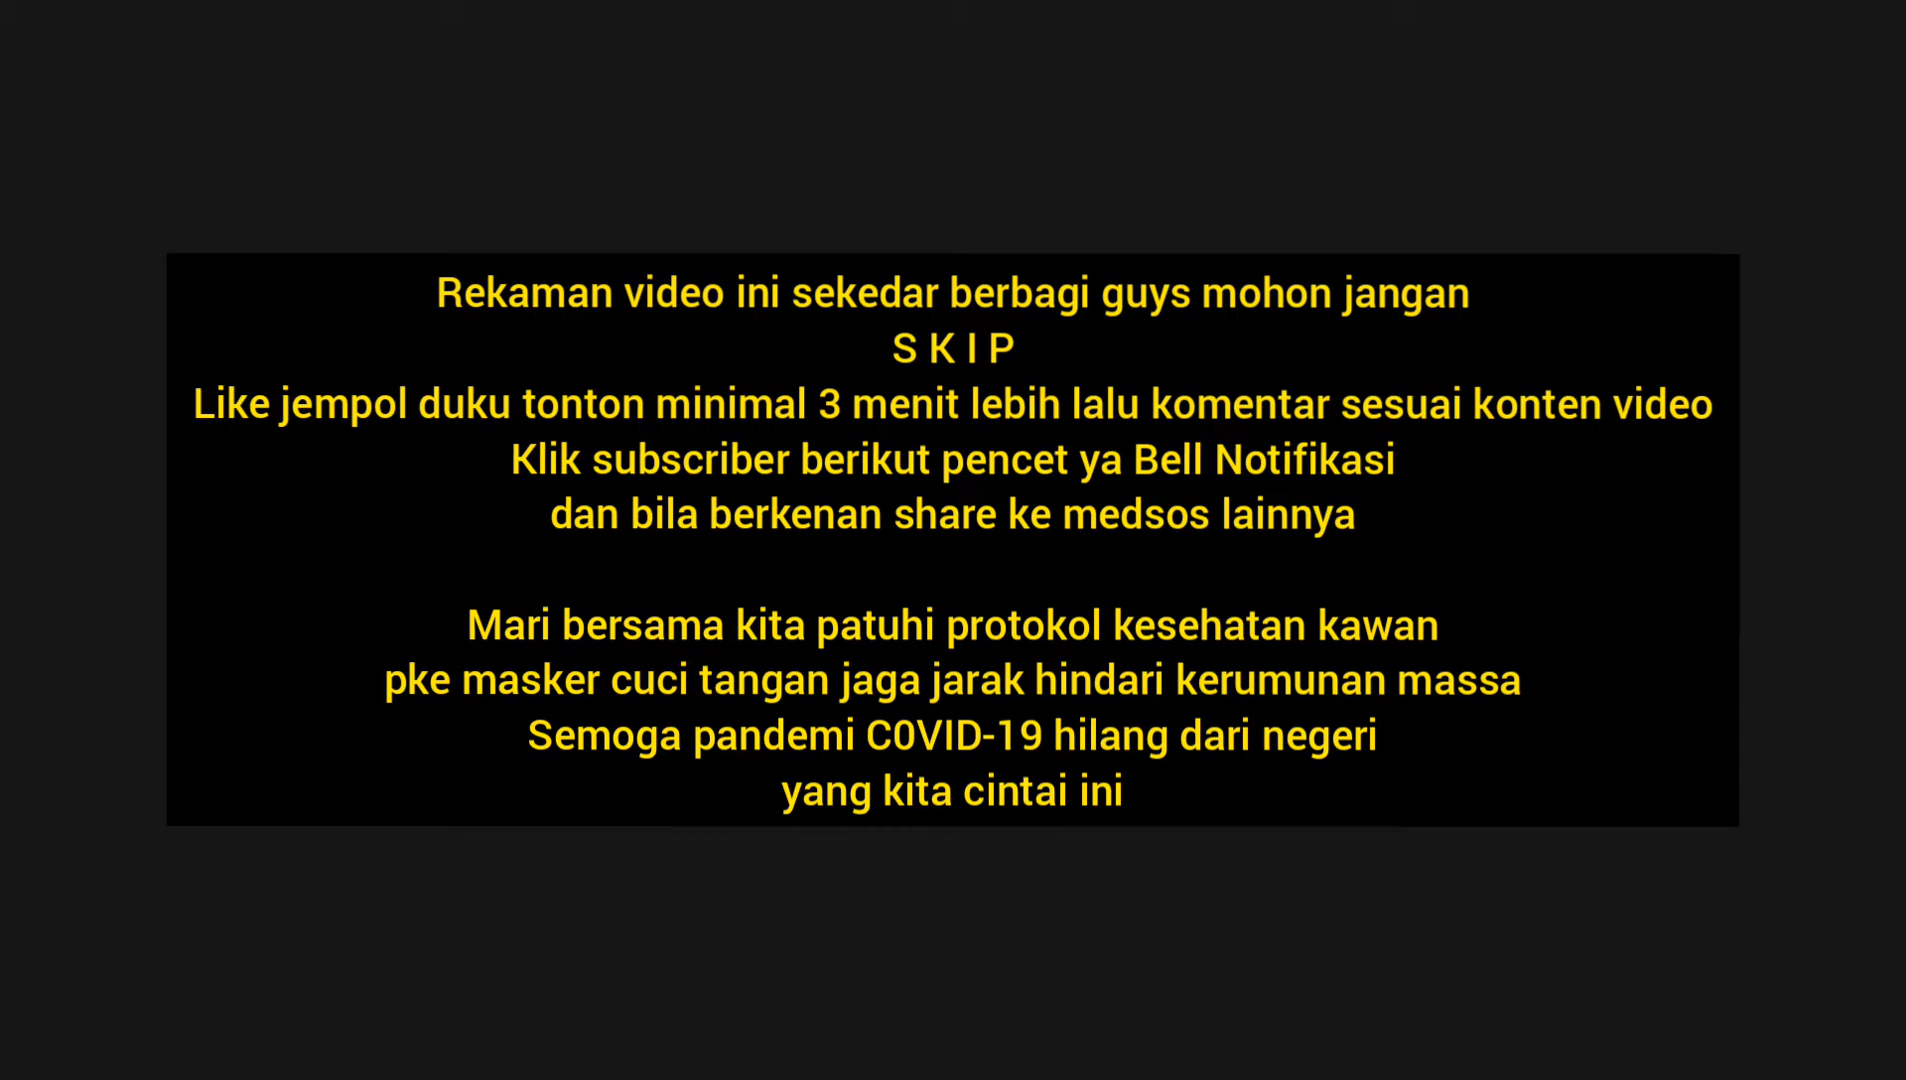 Rekaman video ini sekedar berbagi guys mohon jangan
S K I P
Like jempol duku tonton minimal 3 menit lebih lalu komentar sesuai konten video
Klik subscriber berikut pencet ya Bell Notifikasi
dan bila berkenan share ke medsos lainnya
Mari bersama kita patuhi protokol kesehatan kawan
pke masker cuci tangan jaga jarak hindari kerumunan massa
Semoga pandemi C0VID-19 hilang dari negeri
yang kita cintai ini